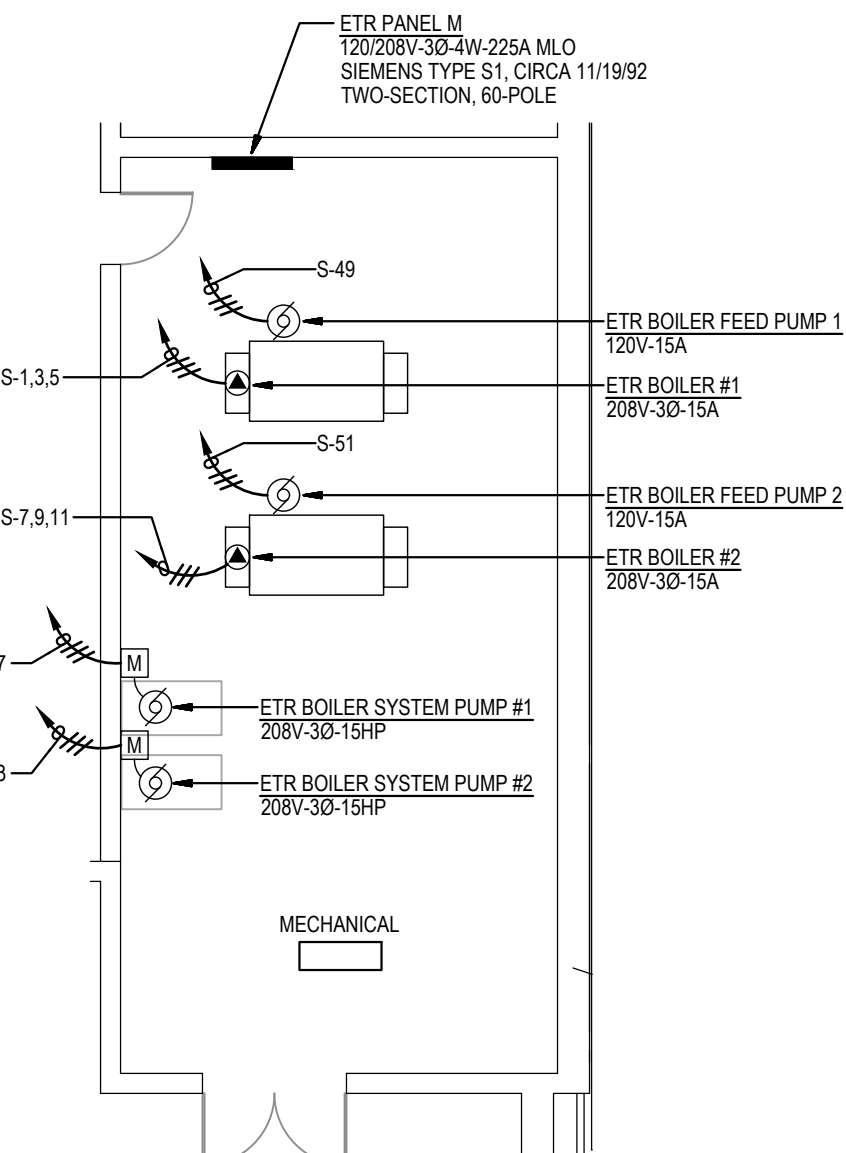 ETR PANEL M
120/208V-3Ø-4W-225A MLO
SIEMENS TYPE S1, CIRCA 11/19/92
TWO-SECTION, 60-POLE
S-49
ETR BOILER FEED PUMP 1
120V-15A
S-1,3,5
ETR BOILER #1
208V-3Ø-15A
S-51
ETR BOILER FEED PUMP 2
120V-15A
S-7,9,11
ETR BOILER #2
208V-3Ø-15A
7
M
ETR BOILER SYSTEM PUMP #1
208V-3Ø-15HP
M
3
ETR BOILER SYSTEM PUMP #2
208V-3Ø-15HP
MECHANICAL